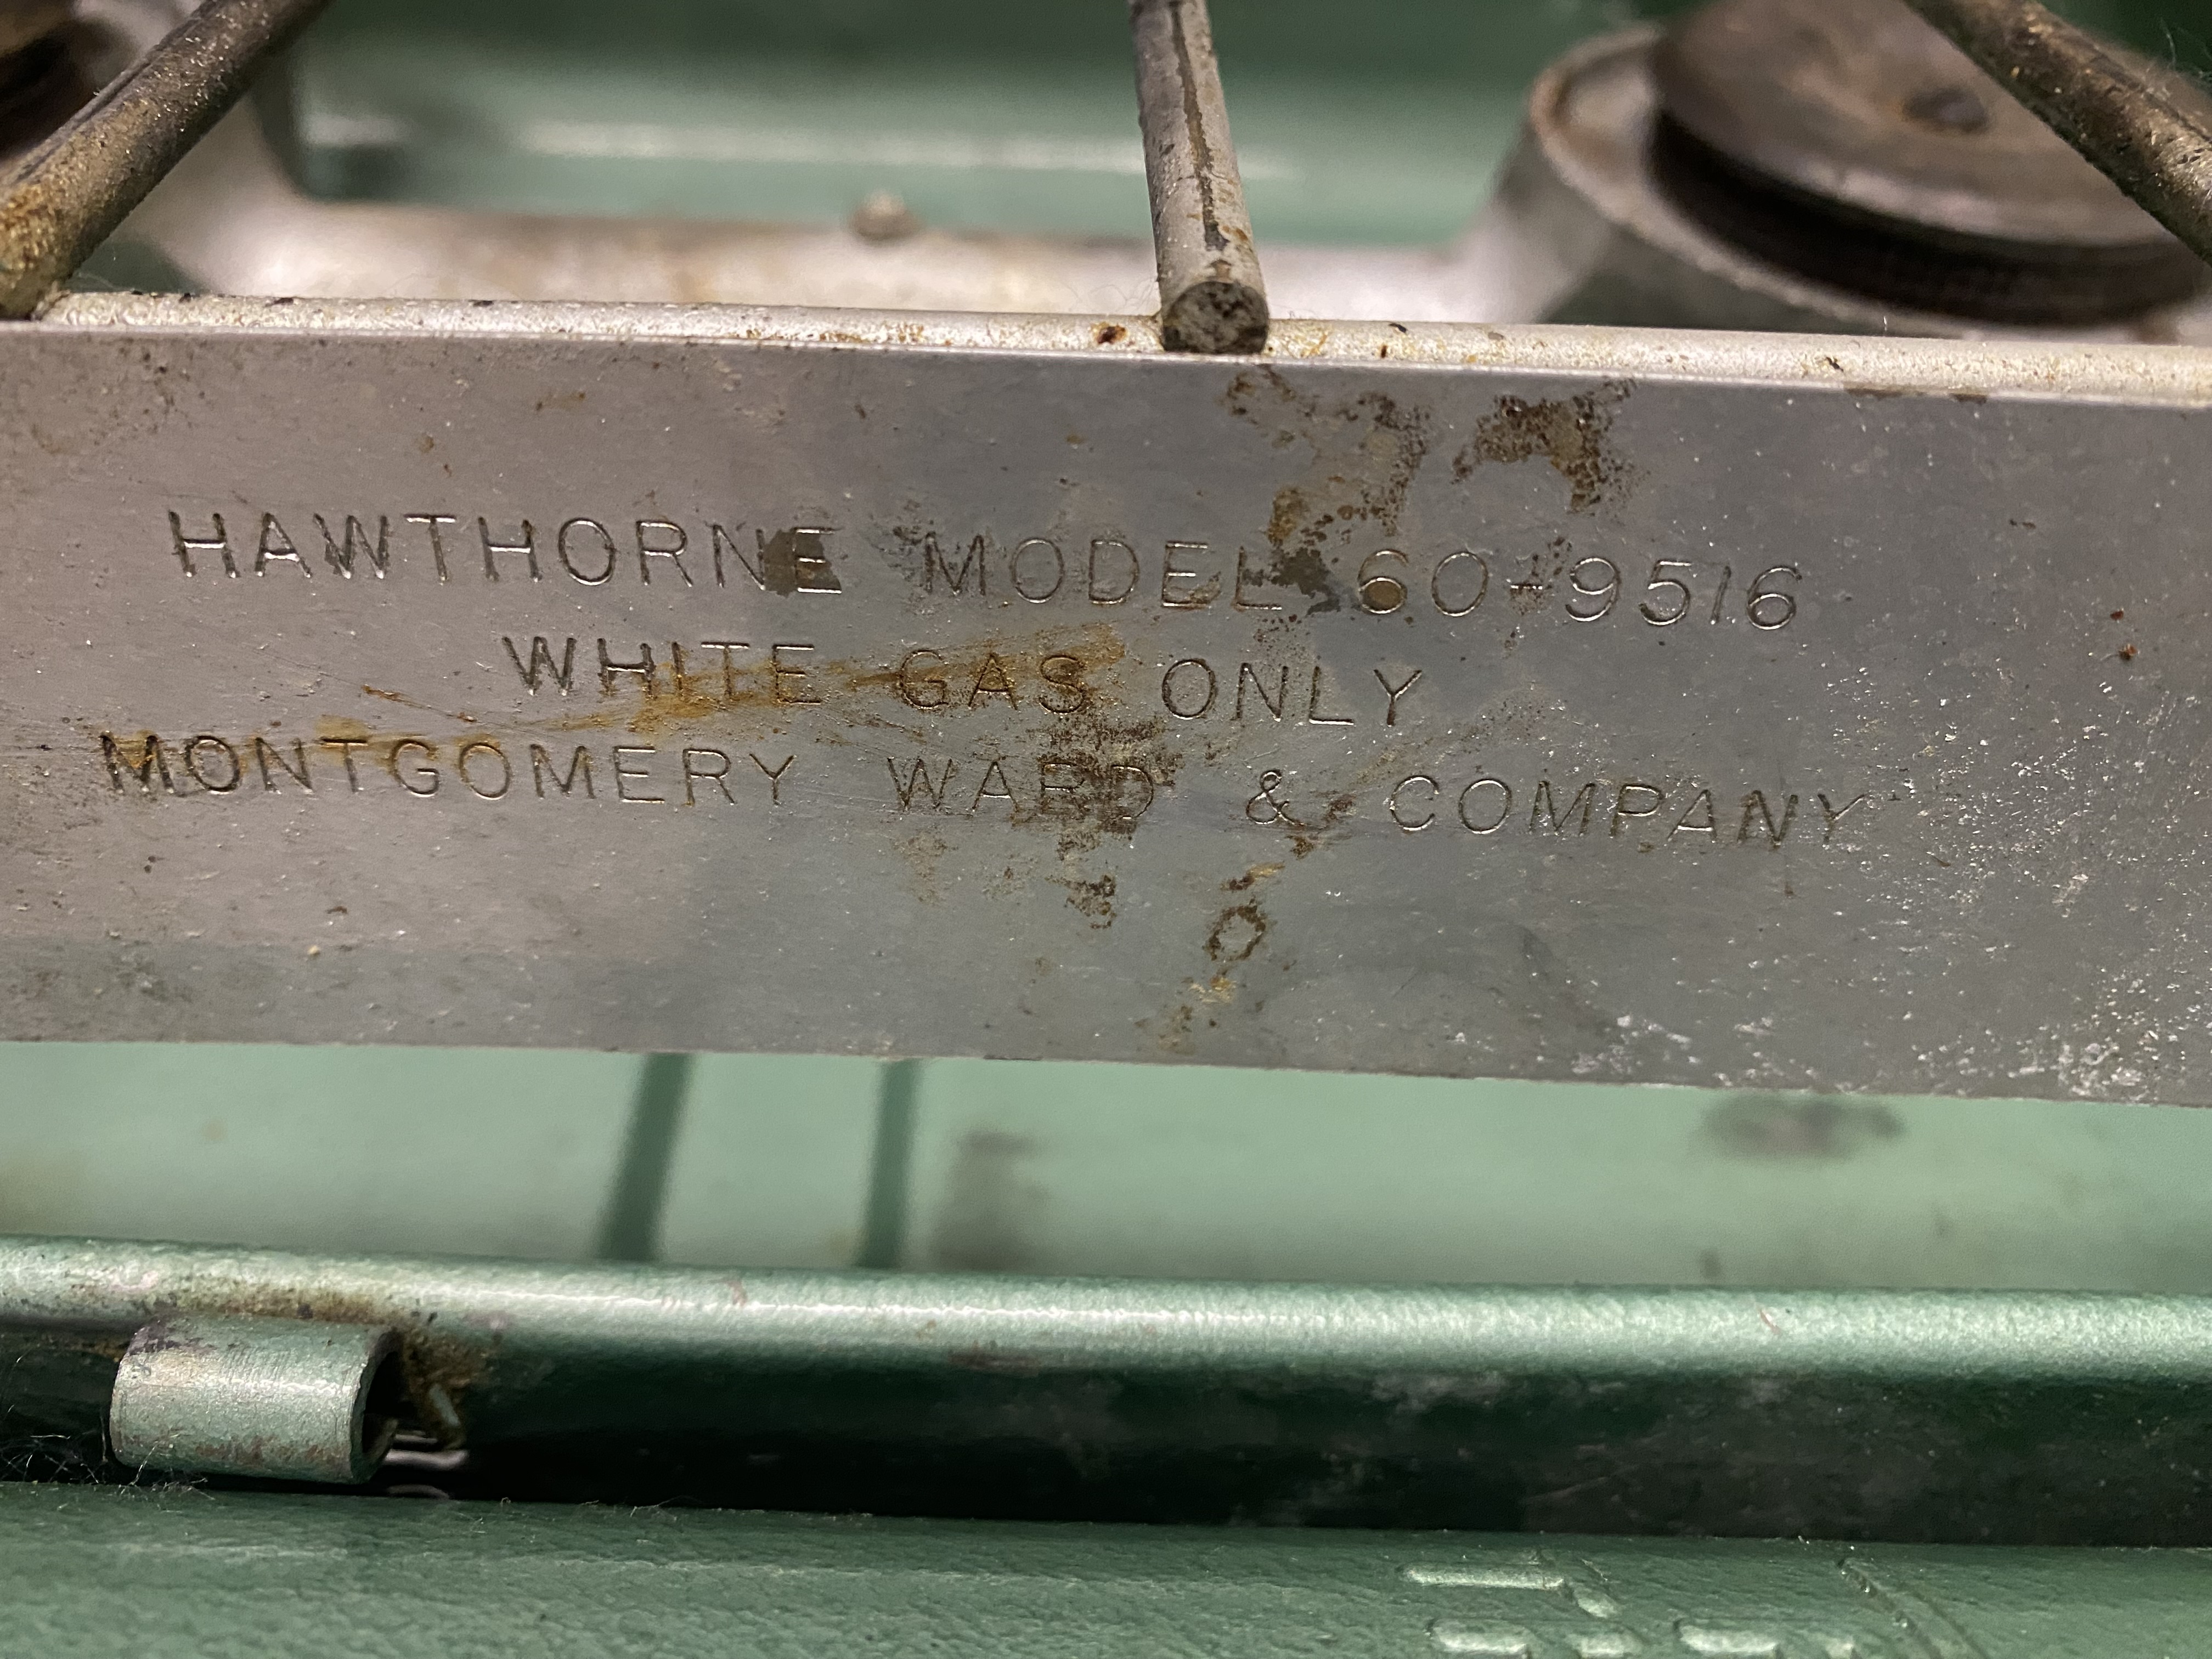 HAWTHORNE MODEL 60-9516
WHITE GAS ONLY
MONTGOMERY WARD & COMPANY